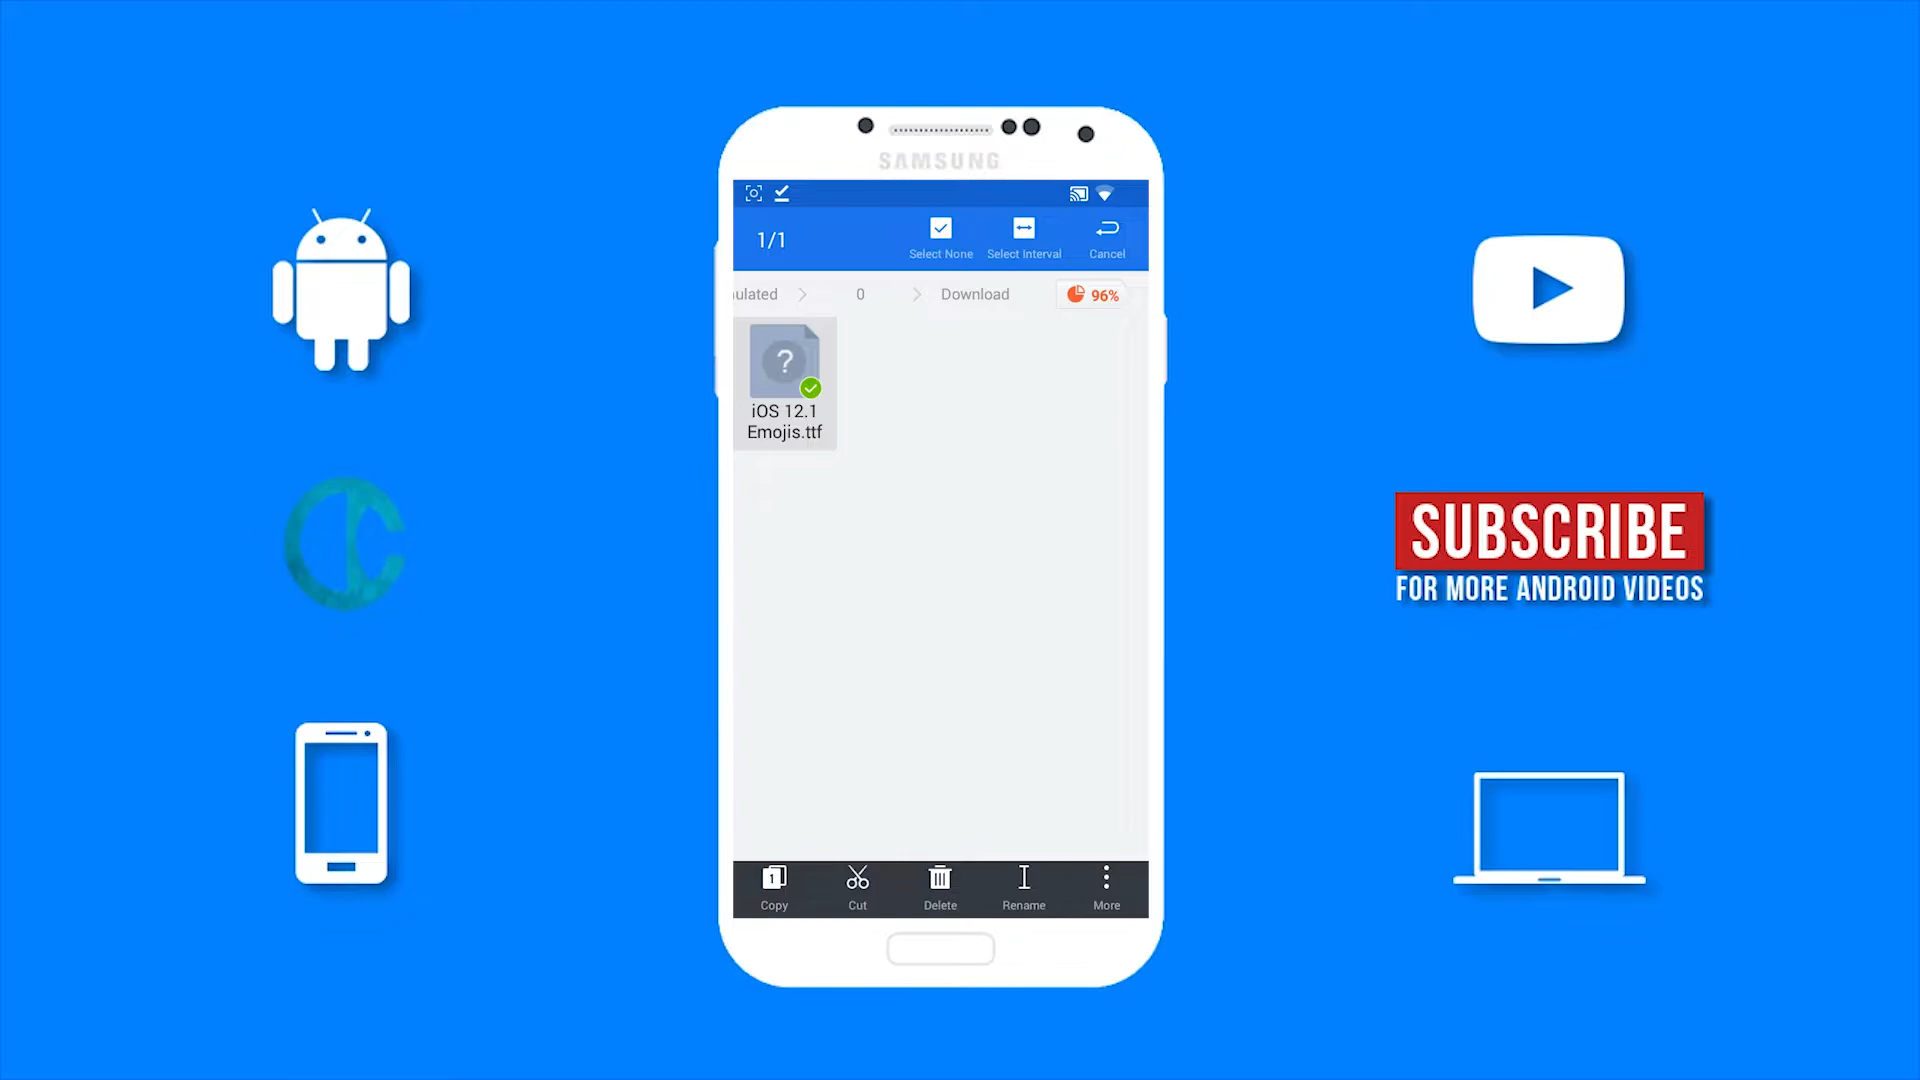 SAMSUNG
1/1
Select None
Select Interval
Cancel
ulated
0
Download
96%
?
iOS 12.1
Emojis.ttf
1
Copy
Cut
Delete
Rename
More
SUBSCRIBE
FOR MORE ANDROID VIDEOS